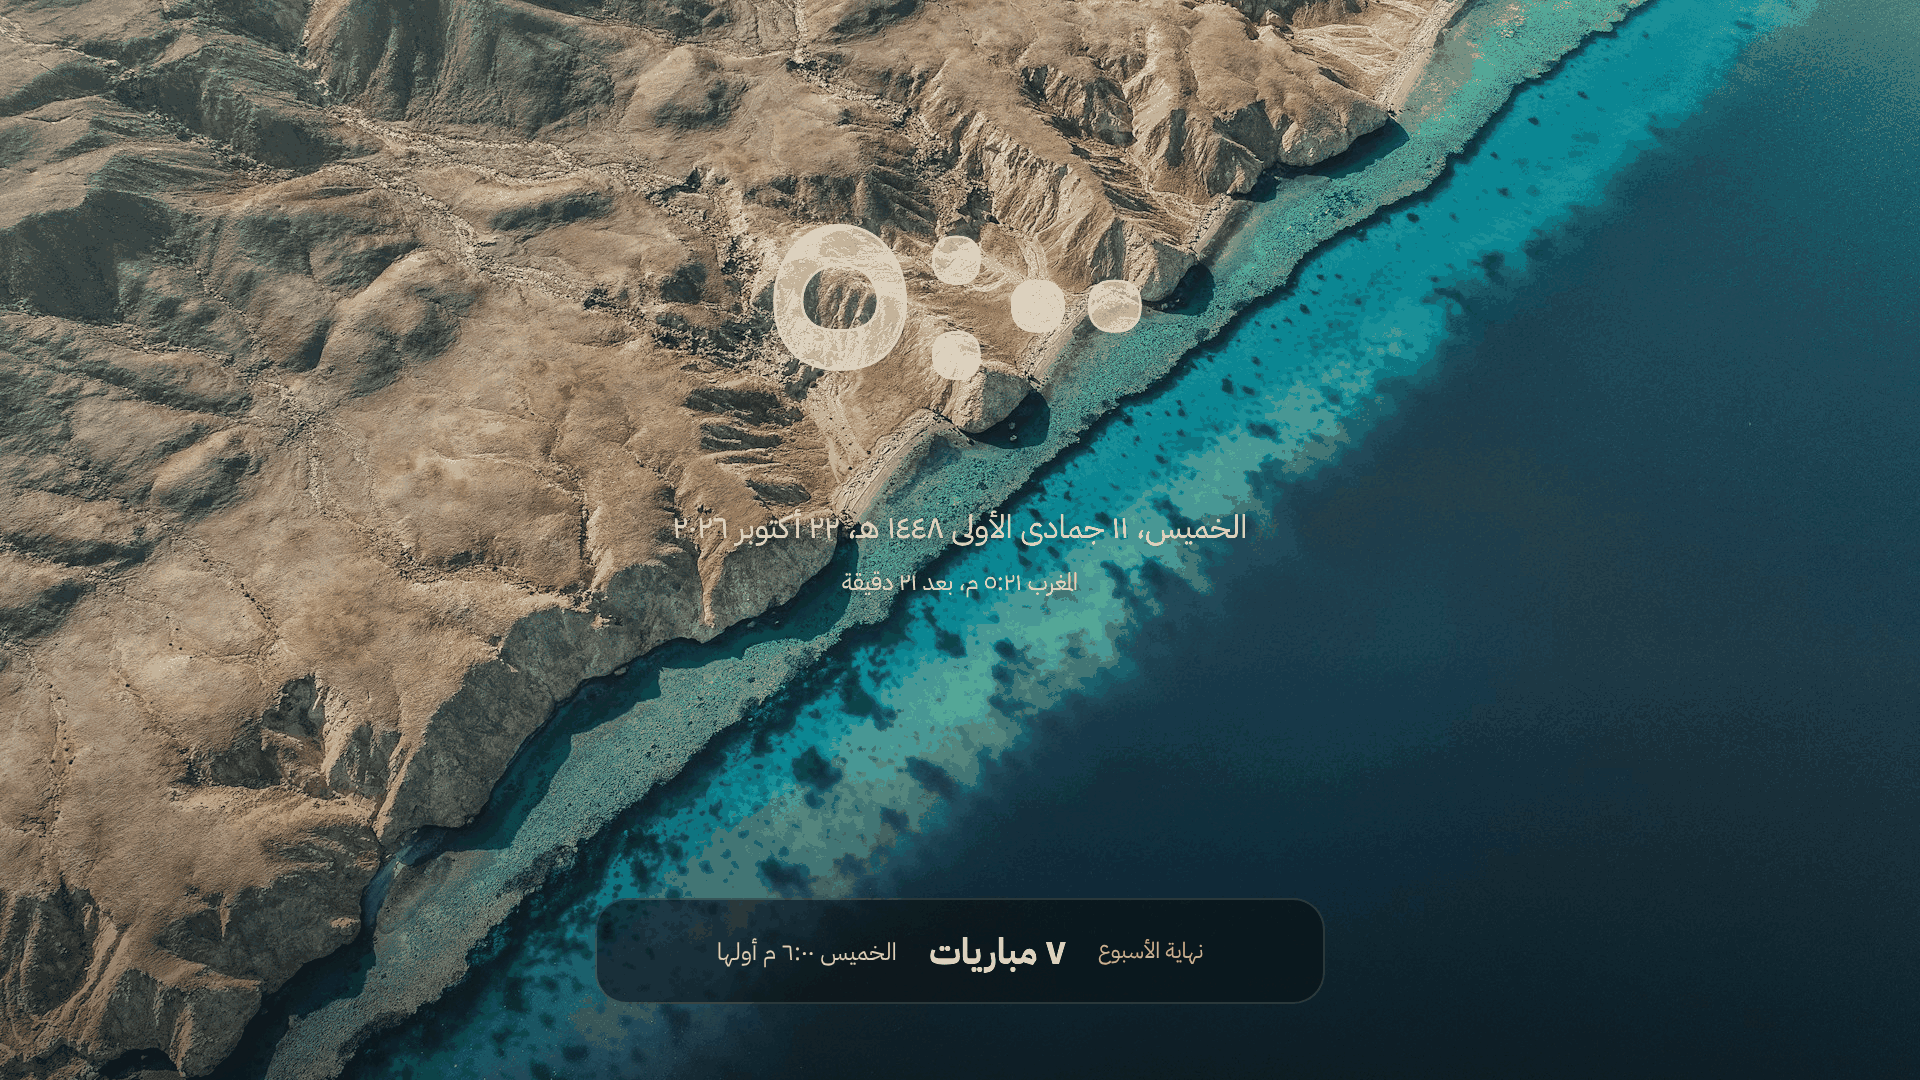 ٥:٠٠
الخميس، ١١ جمادى الأولى ١٤٤٨ هـ، ٢٢ أكتوبر ٢٠٢٦
المغرب ٥:٢١ م، بعد ٢١ دقيقة
نهاية الأسبوع ٧ مباريات الخميس ٦:٠٠ م أولها